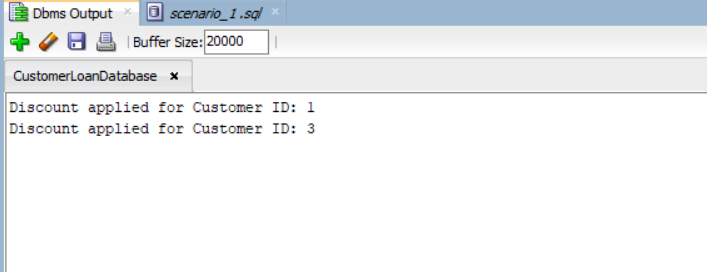 Dbms Output × scenario_1.sql ×
Buffer Size: 20000
CustomerLoanDatabase ×
Discount applied for Customer ID: 1
Discount applied for Customer ID: 3